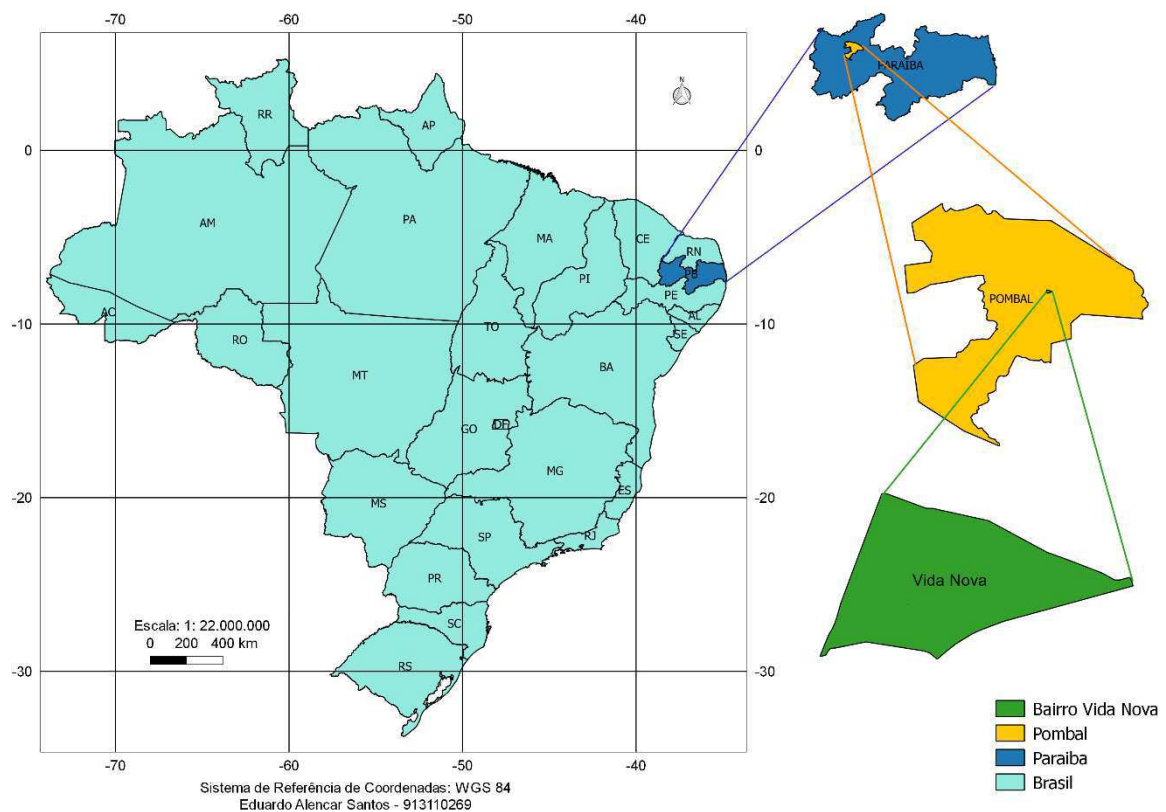 -70 -60 -50 -40
N
RR
AP
0 0
AM
PA
MA
CE
RN
PB
PI
PE
AC
AL
-10 -10
TO
SE
RO
BA
MT
GO
DF
MG
ES
-20 -20
MS
SP
RJ
PR
SC
Escala: 1: 22.000.000
0 200 400 km
RS
-30 -30
-70 -60 -50 -40
Sistema de Referência de Coordenadas: WGS 84
Eduardo Alencar Santos - 913110269
PARAIBA
POMBAL
Vida Nova
Bairro Vida Nova
Pombal
Paraiba
Brasil